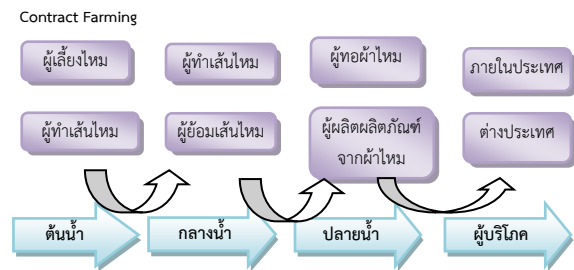 Contract Farming
ผู้เลี้ยงไหม
ผู้ทำเส้นไหม
ผู้ทอผ้าไหม
ภายในประเทศ
ผู้ทำเส้นไหม
ผู้ย้อมเส้นไหม
ผู้ผลิตผลิตภัณฑ์
จากผ้าไหม
ต่างประเทศ
ต้นน้ำ
กลางน้ำ
ปลายน้ำ
ผู้บริโภค